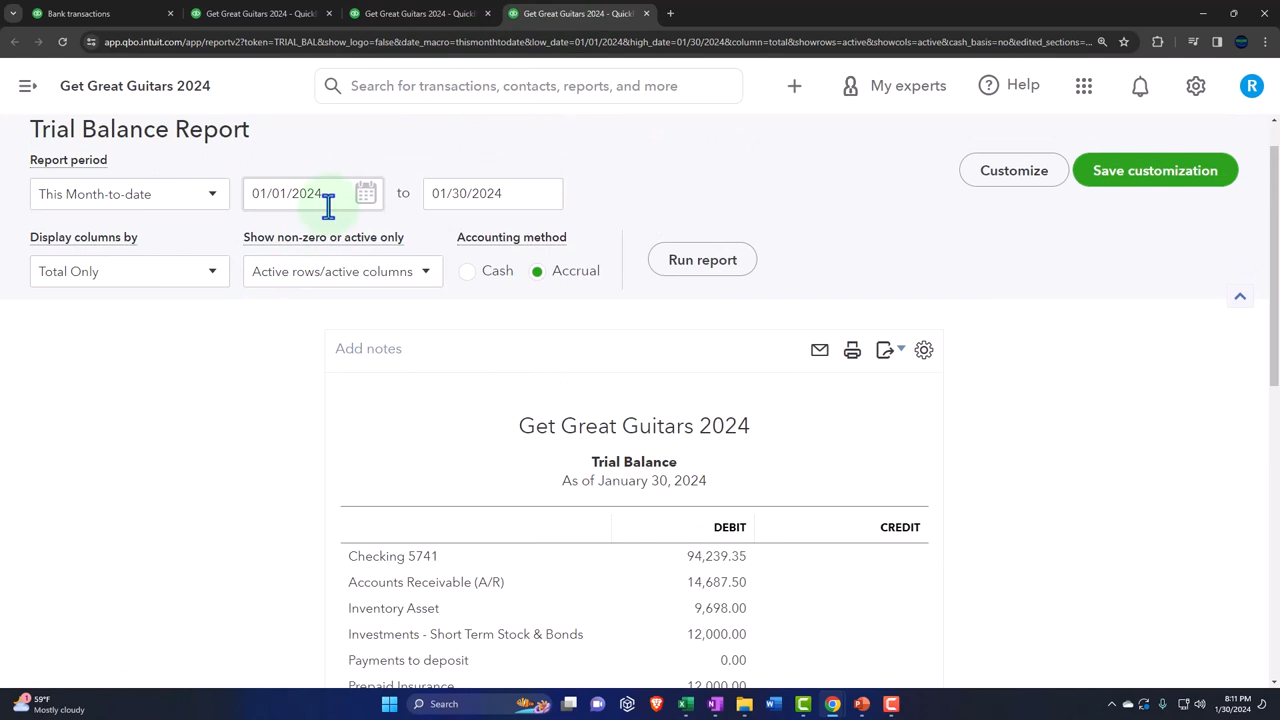 Bank transactions
Get Great Guitars 2024 - Quick
Get Great Guitars 2024 - Quick
Get Great Guitars 2024 - Quick
qbo.intuit.com/app/reportv2?token=TRIAL_BAL&show_logo=false&date_macro=thismonthtodate&low_date=01/01/2024&high_date=01/30/2024&column=total&showrows=active&showcols=active&cash_basis=no&edited_sections=...
Get Great Guitars 2024
Search for transactions, contacts, reports, and more
My experts
Help
R
Trial Balance Report
Report period
This Month-to-date
01/01/2024
to
01/30/2024
Customize
Save customization
Display columns by
Show non-zero or active only
Accounting method
Total Only
Active rows/active columns
Cash
Accrual
Run report
Add notes
Get Great Guitars 2024
Trial Balance
As of January 30, 2024
DEBIT CREDIT
Checking 5741 94,239.35
Accounts Receivable (A/R) 14,687.50
Inventory Asset 9,698.00
Investments - Short Term Stock & Bonds 12,000.00
Payments to deposit 0.00
Prepaid Insurance 12,000.00
59°F
Mostly cloudy
Search
8:11 PM
1/30/2024